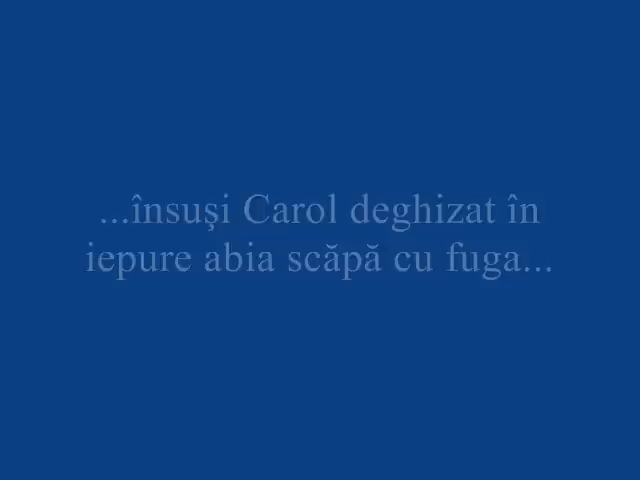 ...însuşi Carol deghizat în
iepure abia scăpă cu fuga...